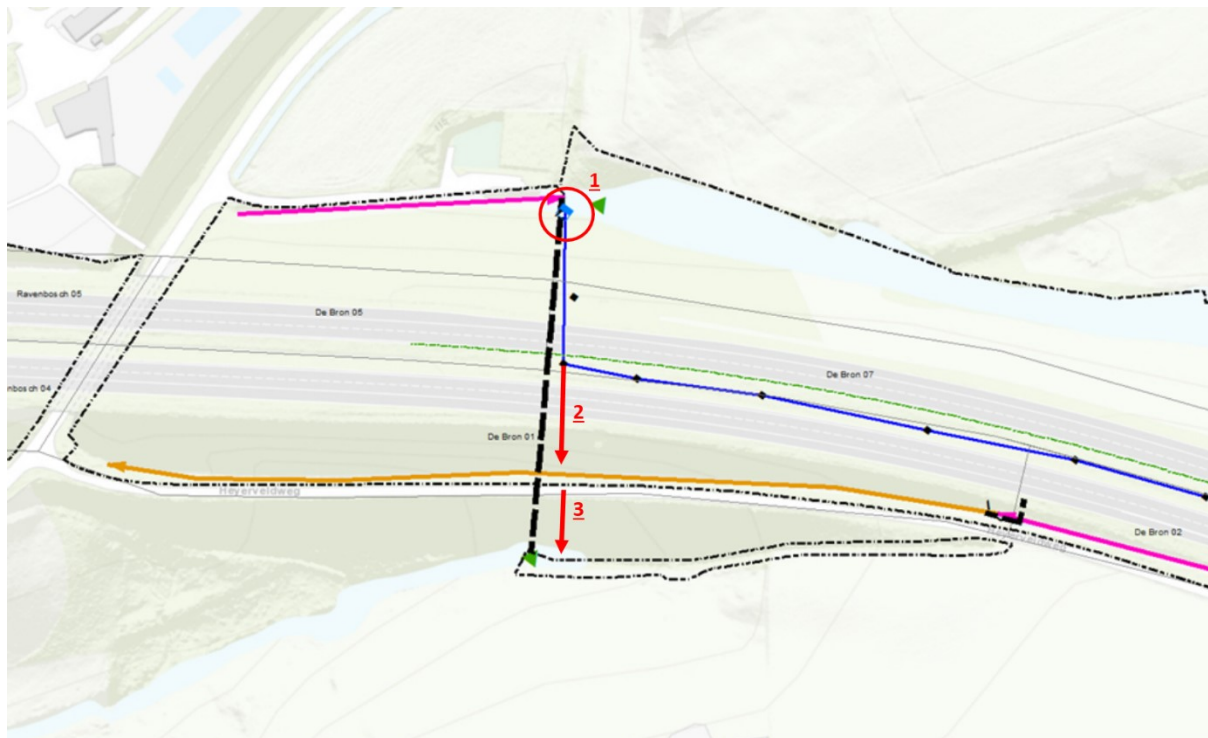 1
Ravenbosch 05
De Bron 05
De Bron 07
nbosch 04
2
De Bron 01
Heyerveldweg
3
De Bron 02